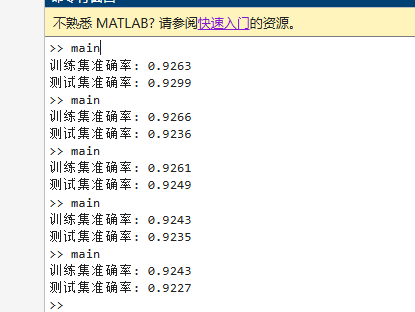 不熟悉 MATLAB? 请参阅快速入门的资源。
>> main
训练集准确率: 0.9263
测试集准确率: 0.9299
>> main
训练集准确率: 0.9266
测试集准确率: 0.9236
>> main
训练集准确率: 0.9261
测试集准确率: 0.9249
>> main
训练集准确率: 0.9243
测试集准确率: 0.9235
>> main
训练集准确率: 0.9243
测试集准确率: 0.9227
>>